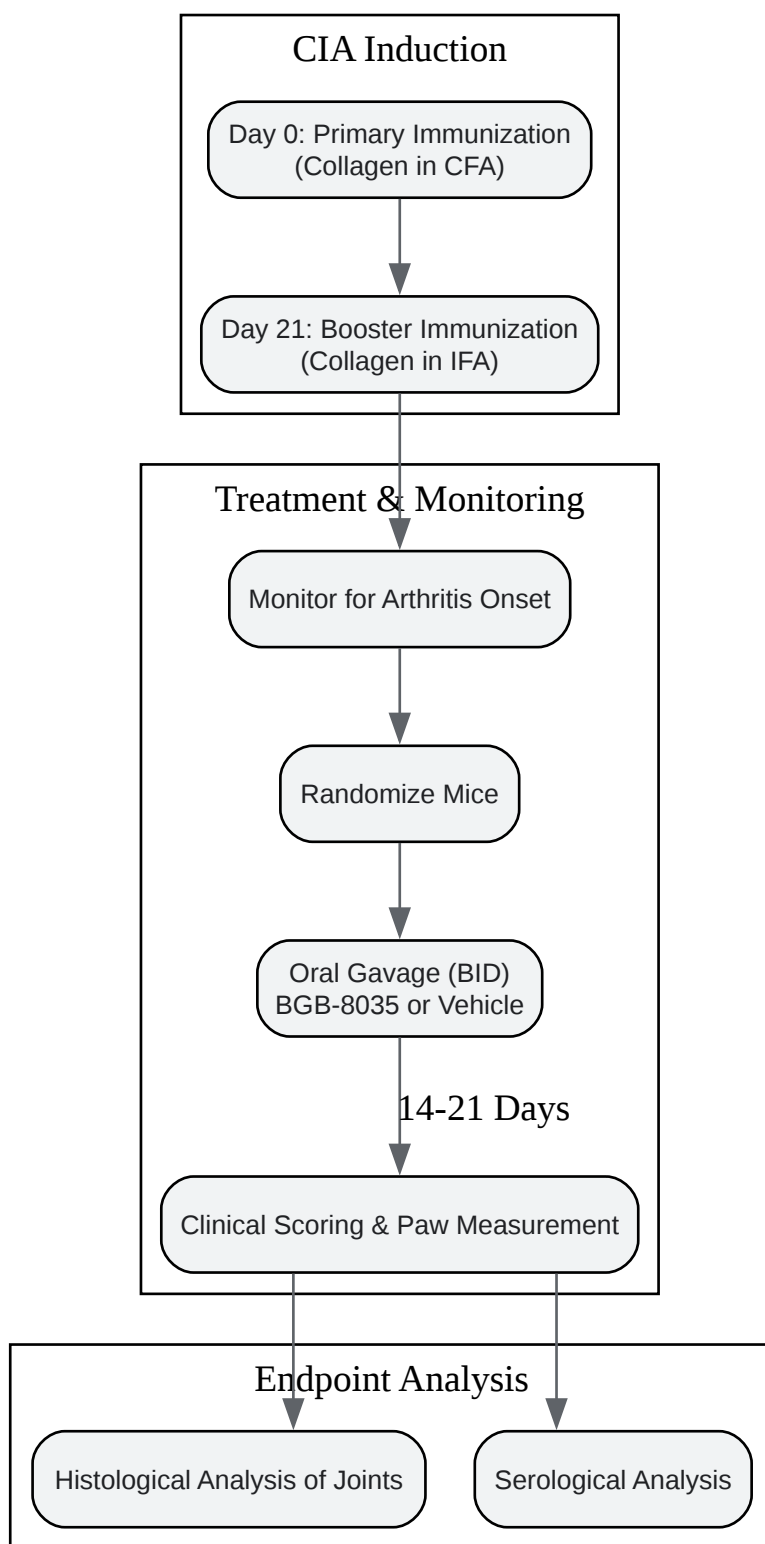 CIA Induction
Day 0: Primary Immunization
(Collagen in CFA)
Day 21: Booster Immunization
(Collagen in IFA)
Treatment & Monitoring
Monitor for Arthritis Onset
Randomize Mice
Oral Gavage (BID)
BGB-8035 or Vehicle
14-21 Days
Clinical Scoring & Paw Measurement
Endpoint Analysis
Histological Analysis of Joints
Serological Analysis